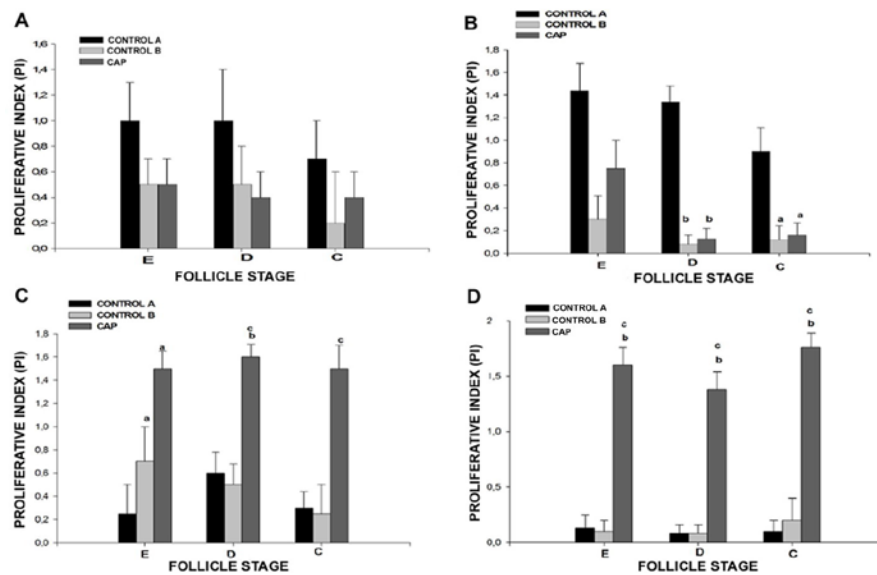 A
CONTROL A
CONTROL B
CAP
PROLIFERATIVE INDEX (PI)
1,6
1,4
1,2
1,0
0,8
0,6
0,4
0,2
0,0
E D C
FOLLICLE STAGE
B
CONTROL A
CONTROL B
CAP
PROLIFERATIVE INDEX (PI)
1,8
1,6
1,4
1,2
1,0
0,8
0,6
0,4
0,2
0,0
b b a a
E D C
FOLLICLE STAGE
C
CONTROL A
CONTROL B
CAP
PROLIFERATIVE INDEX (PI)
1,8
1,6
1,4
1,2
1,0
0,8
0,6
0,4
0,2
0,0
a a c b c
E D C
FOLLICLE STAGE
D
CONTROL A
CONTROL B
CAP
PROLIFERATIVE INDEX (PI)
2
1,5
1,0
0,5
0,0
c c c
b b b
E D C
FOLLICLE STAGE